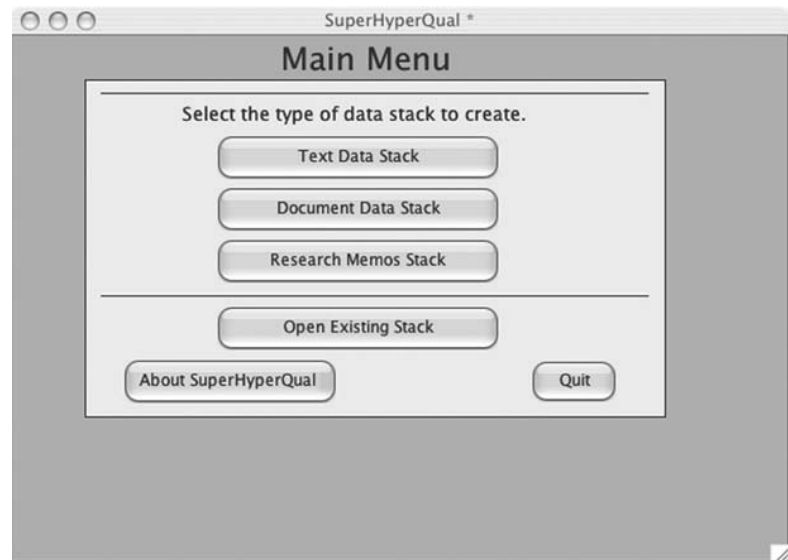 SuperHyperQual *
Main Menu
Select the type of data stack to create.
Text Data Stack
Document Data Stack
Research Memos Stack
Open Existing Stack
About SuperHyperQual
Quit